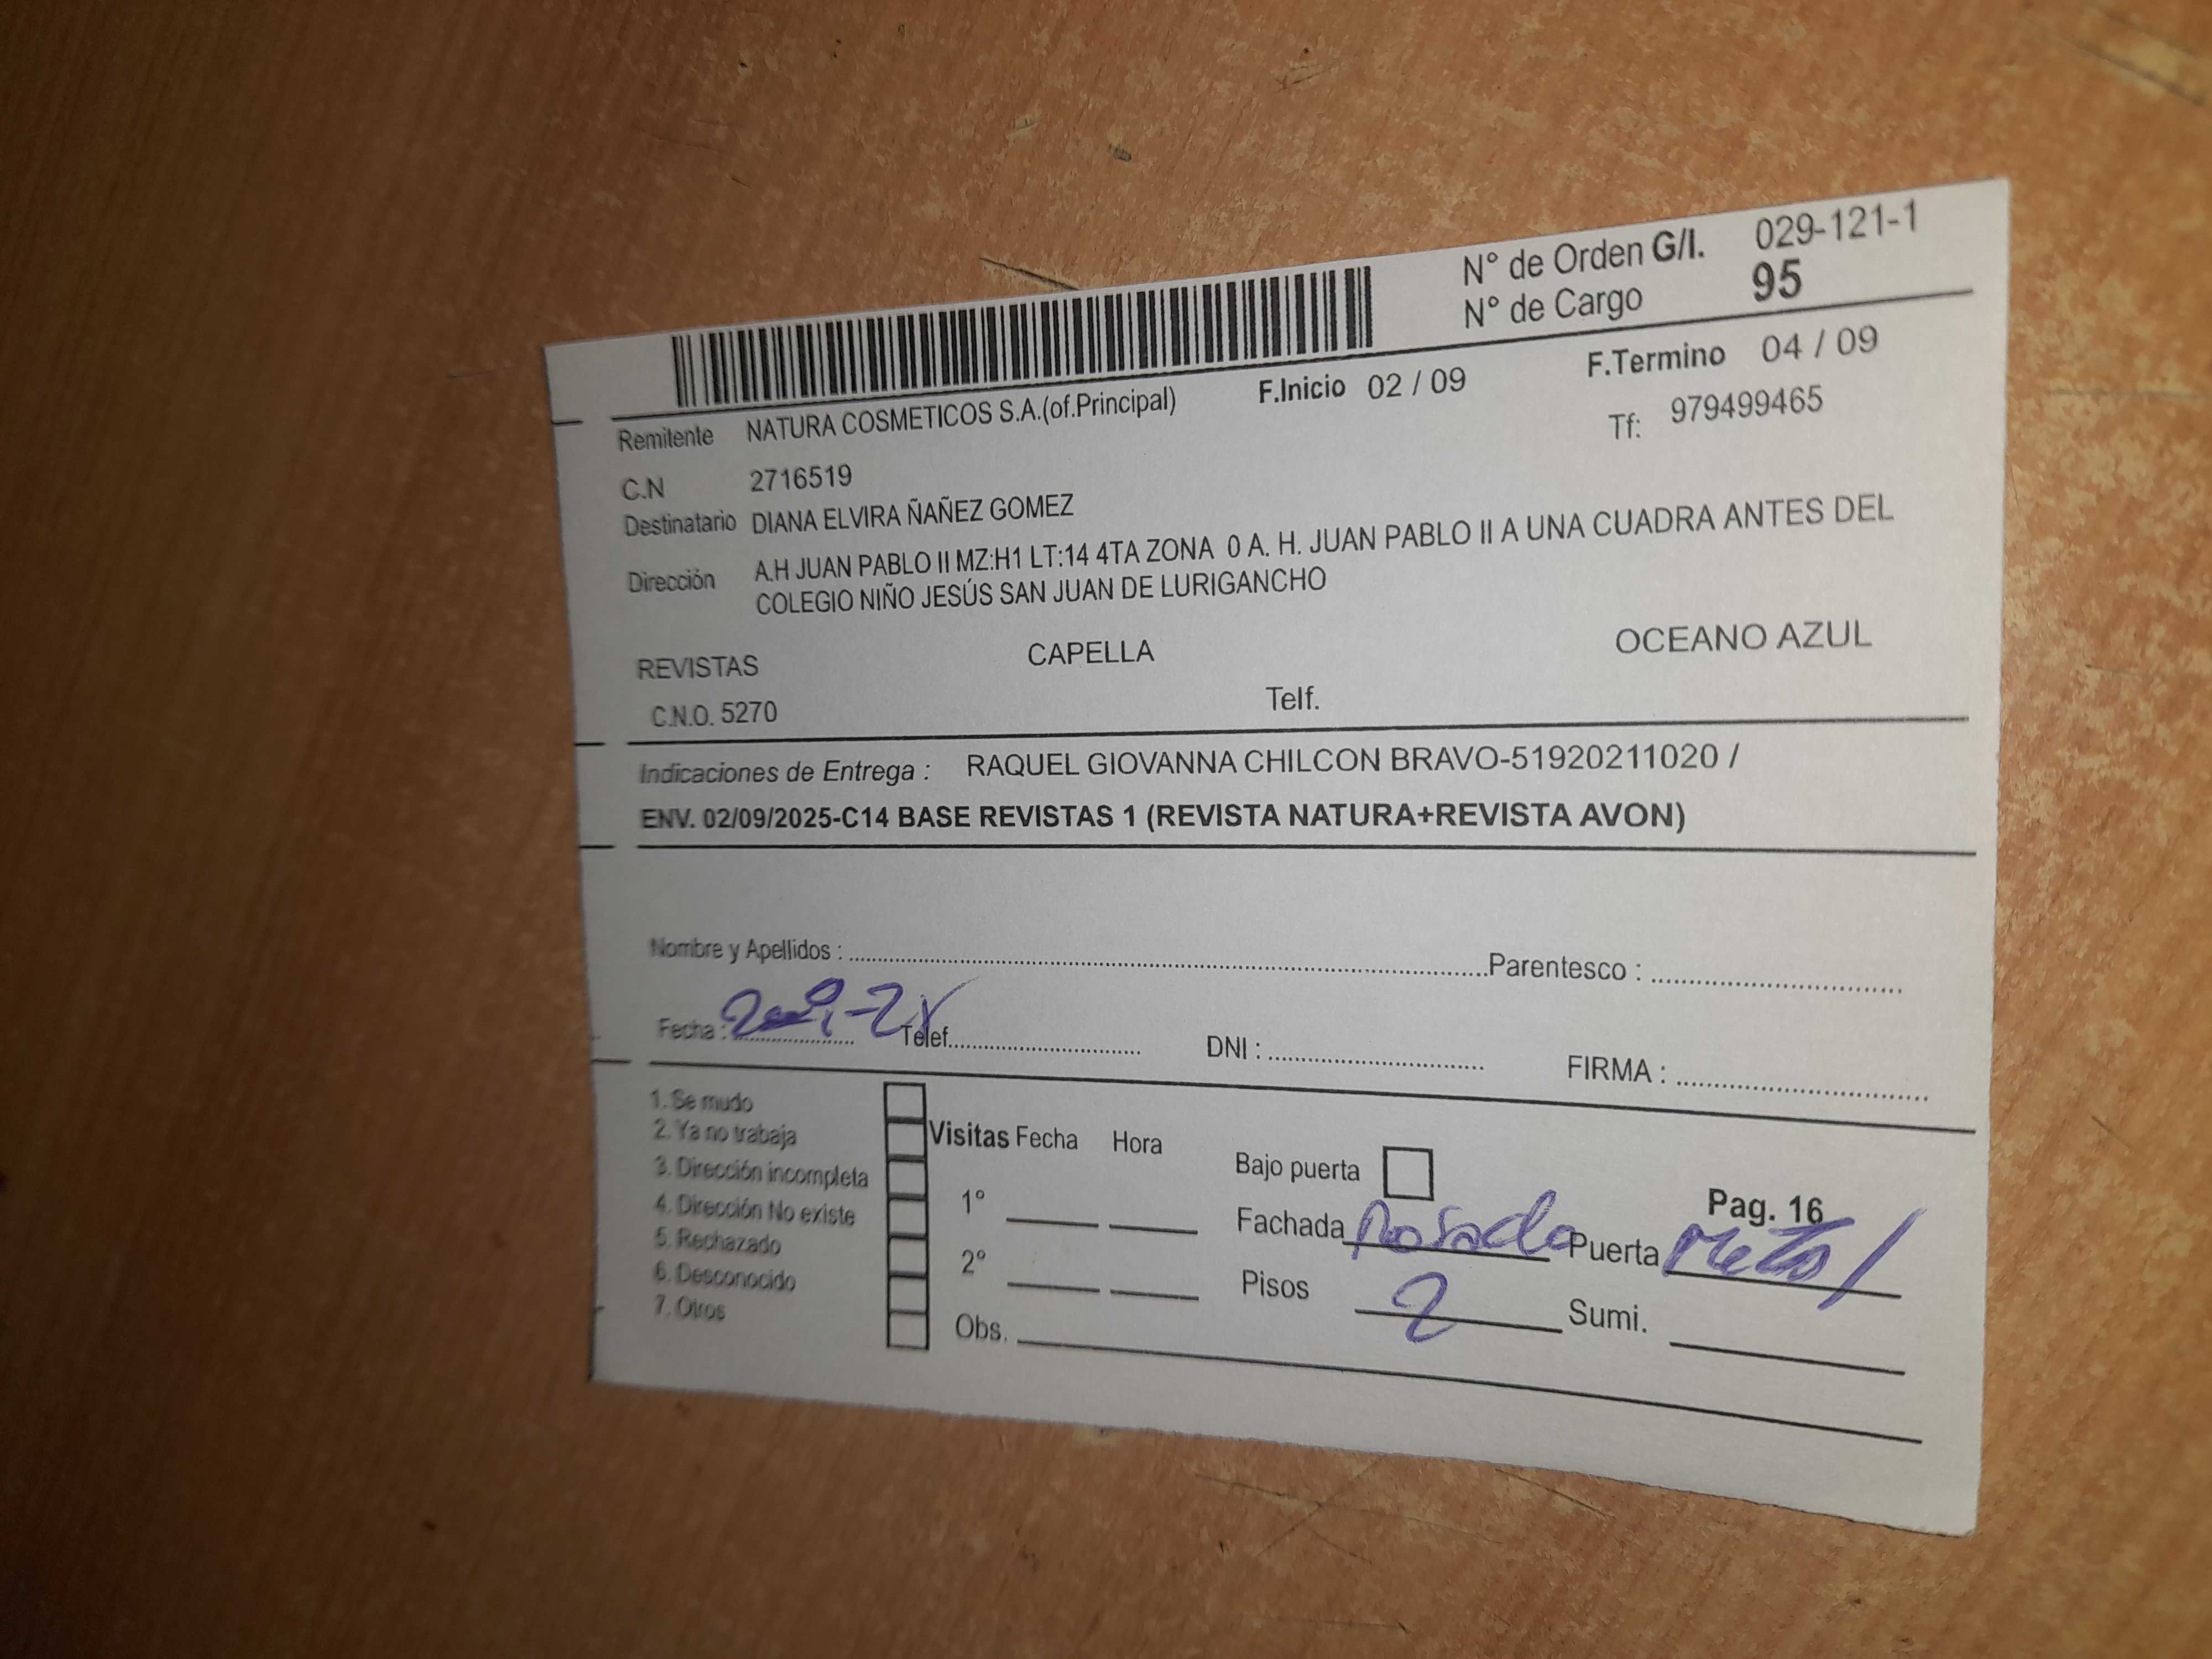 N° de Orden G/I. 029-121-1
N° de Cargo 95
F.Inicio 02 / 09 F.Termino 04 / 09
Remitente NATURA COSMETICOS S.A.(of.Principal) Tf: 979499465
C.N 2716519
Destinatario DIANA ELVIRA ÑAÑEZ GOMEZ
Dirección A.H JUAN PABLO II MZ:H1 LT:14 4TA ZONA 0 A. H. JUAN PABLO II A UNA CUADRA ANTES DEL
COLEGIO NIÑO JESÚS SAN JUAN DE LURIGANCHO
REVISTAS CAPELLA OCEANO AZUL
C.N.O. 5270 Telf.
Indicaciones de Entrega : RAQUEL GIOVANNA CHILCON BRAVO-51920211020 /
ENV. 02/09/2025-C14 BASE REVISTAS 1 (REVISTA NATURA+REVISTA AVON)
Nombre y Apellidos : Parentesco :
Fecha : Telef. DNI : FIRMA :
1. Se mudo
2. Ya no trabaja
3. Dirección incompleta
4. Dirección No existe
5. Rechazado
6. Desconocido
7. Otros
Visitas Fecha Hora
1°
2°
Obs.
Bajo puerta Pag. 16
Fachada Rosado Puerta Metal
Pisos 2 Sumi.